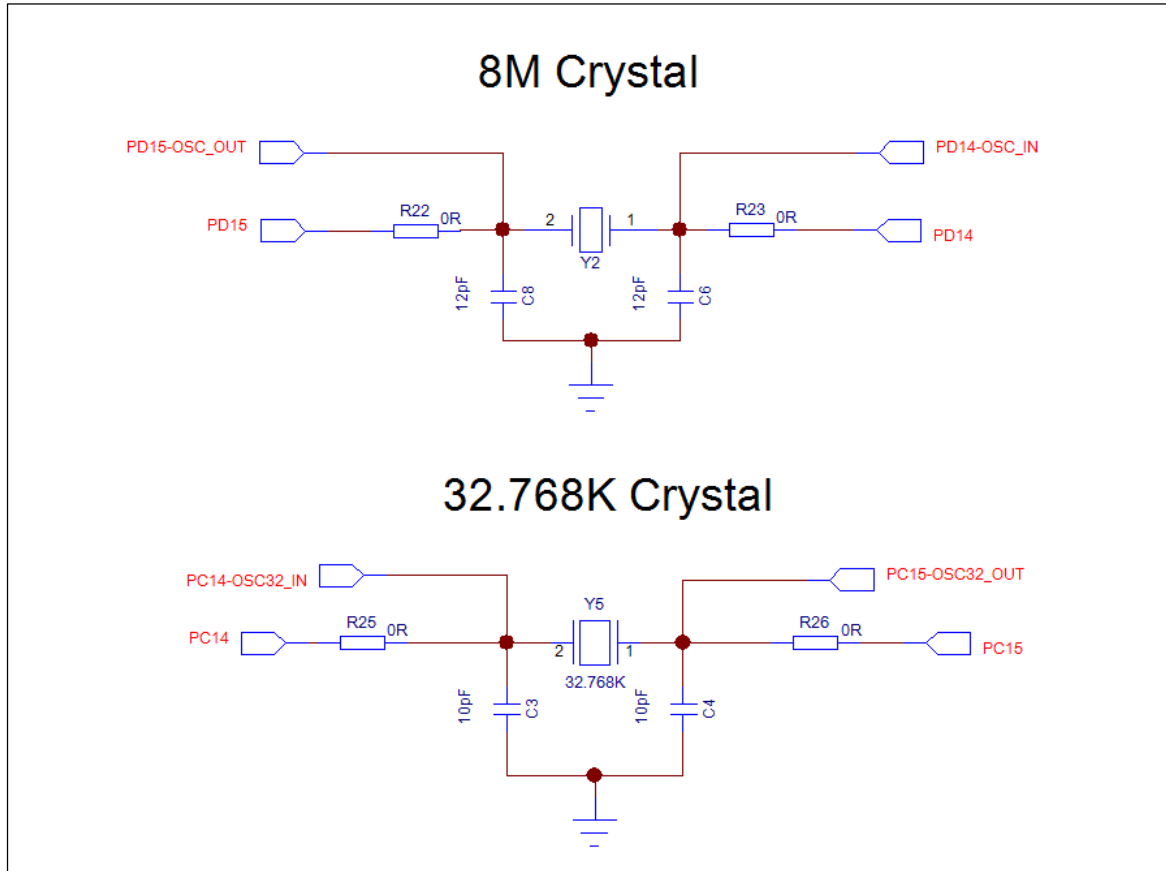 8M Crystal
PD15-OSC_OUT
PD14-OSC_IN
R22
0R
R23
0R
PD15
2
1
PD14
Y2
12pF
C8
12pF
C6
32.768K Crystal
PC14-OSC32_IN
PC15-OSC32_OUT
Y5
R25
0R
R26
0R
PC14
2
1
PC15
32.768K
10pF
C3
10pF
C4